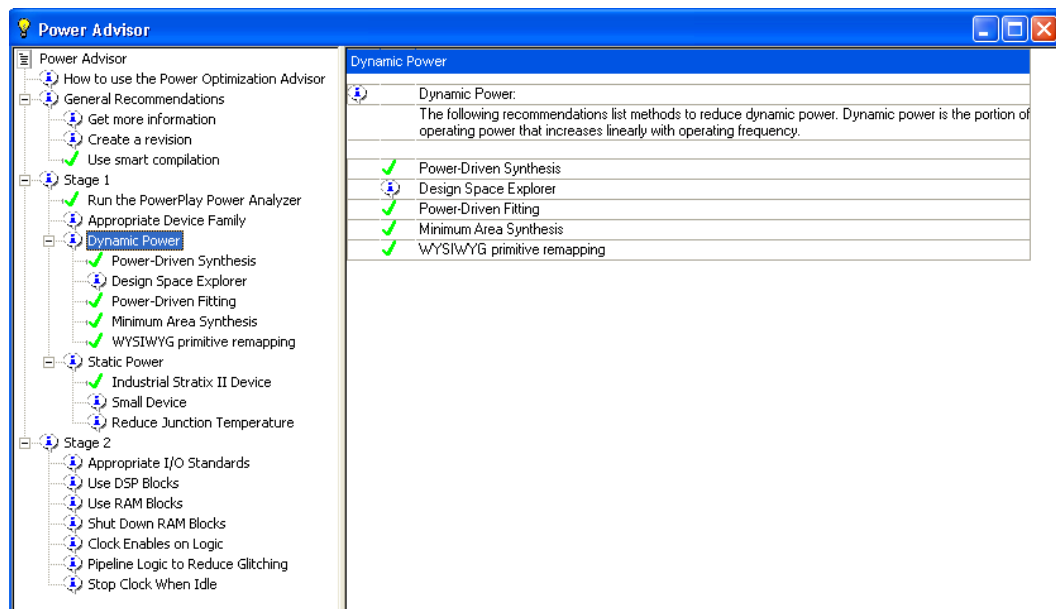 Power Advisor
Power Advisor
How to use the Power Optimization Advisor
General Recommendations
Get more information
Create a revision
Use smart compilation
Stage 1
Run the PowerPlay Power Analyzer
Appropriate Device Family
Dynamic Power
Power-Driven Synthesis
Design Space Explorer
Power-Driven Fitting
Minimum Area Synthesis
WYSIWYG primitive remapping
Static Power
Industrial Stratix II Device
Small Device
Reduce Junction Temperature
Stage 2
Appropriate I/O Standards
Use DSP Blocks
Use RAM Blocks
Shut Down RAM Blocks
Clock Enables on Logic
Pipeline Logic to Reduce Glitching
Stop Clock When Idle
Dynamic Power
Dynamic Power:
The following recommendations list methods to reduce dynamic power. Dynamic power is the portion of
operating power that increases linearly with operating frequency.
Power-Driven Synthesis
Design Space Explorer
Power-Driven Fitting
Minimum Area Synthesis
WYSIWYG primitive remapping